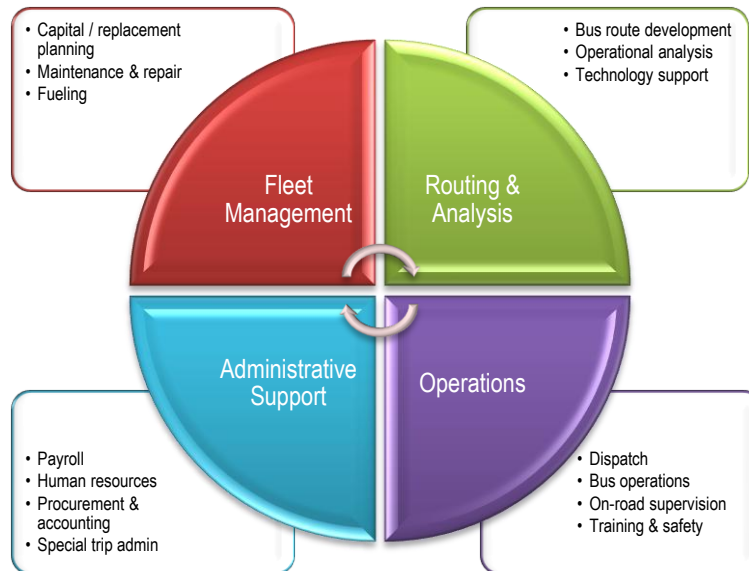 • Capital / replacement
planning
• Maintenance & repair
• Fueling
• Bus route development
• Operational analysis
• Technology support
Fleet
Management
Routing &
Analysis
Administrative
Support
Operations
• Payroll
• Human resources
• Procurement &
accounting
• Special trip admin
• Dispatch
• Bus operations
• On-road supervision
• Training & safety